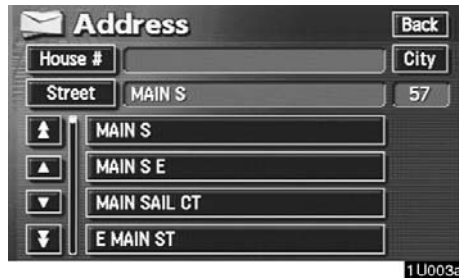 Address Back
House # City
Street MAIN S 57
MAIN S
MAIN S E
MAIN SAIL CT
E MAIN ST
1U003a